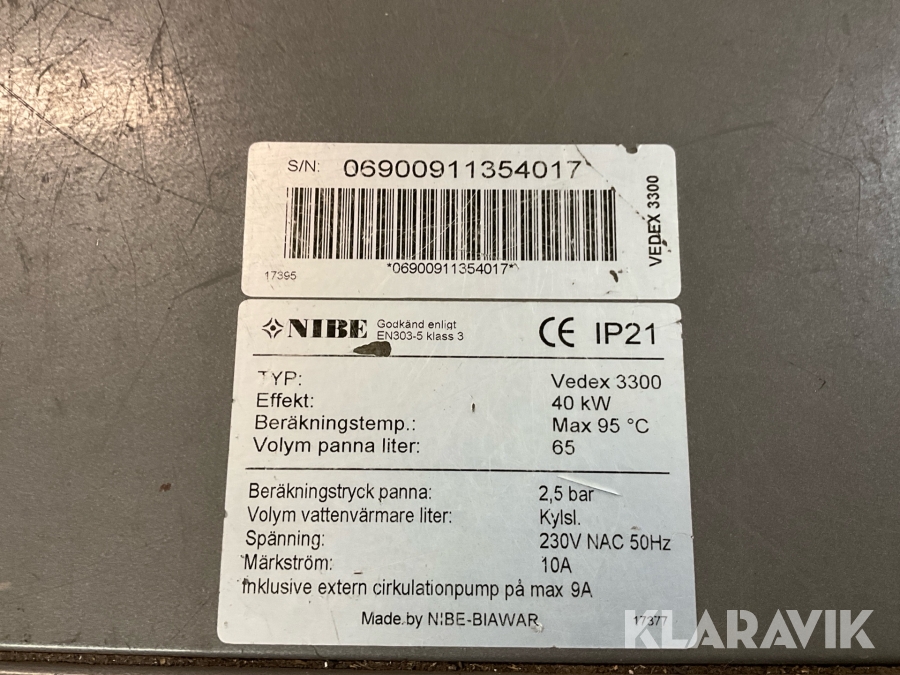 S/N: 06900911354017
*06900911354017*
17395
VEDEX 3300
NIBE Godkänd enligt
EN303-5 klass 3
CE IP21
TYP: Vedex 3300
Effekt: 40 kW
Beräkningstemp.: Max 95 °C
Volym panna liter: 65
Beräkningstryck panna: 2,5 bar
Volym vattenvärmare liter: Kylsl.
Spänning: 230V NAC 50Hz
Märkström: 10A
Inklusive extern cirkulationpump på max 9A
Made by NIBE-BIAWAR
17377
KLARAVIK